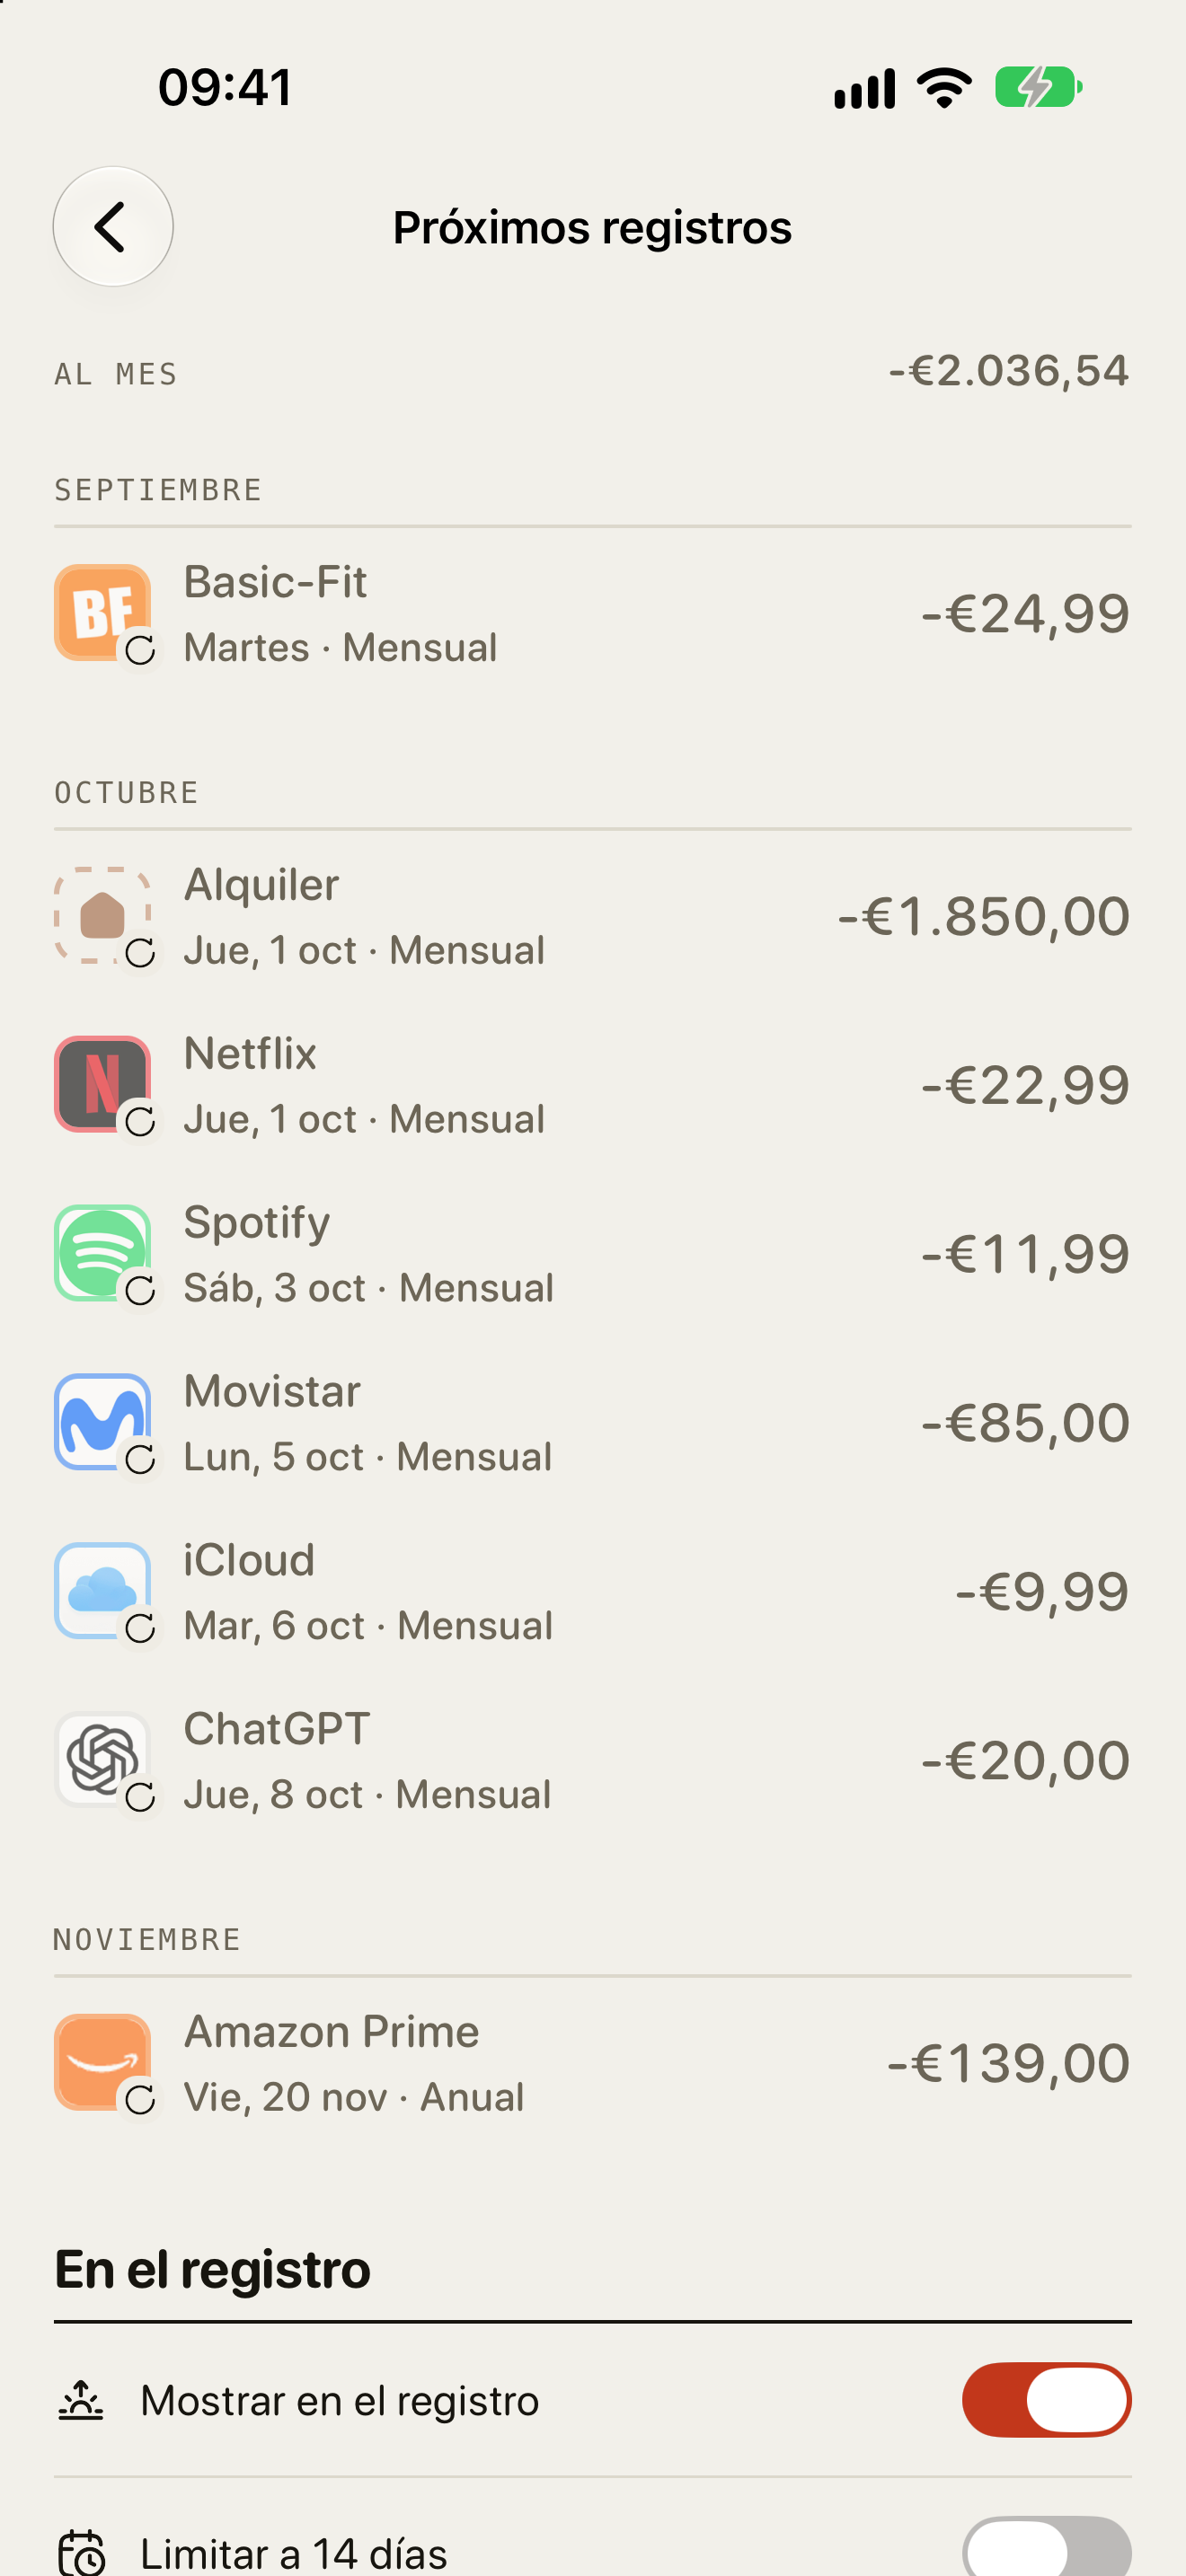 09:41
Próximos registros
AL MES -€2.036,54
SEPTIEMBRE
BF
Basic-Fit
Martes · Mensual
-€24,99
OCTUBRE
Alquiler
Jue, 1 oct · Mensual
-€1.850,00
N
Netflix
Jue, 1 oct · Mensual
-€22,99
Spotify
Sáb, 3 oct · Mensual
-€11,99
Movistar
Lun, 5 oct · Mensual
-€85,00
iCloud
Mar, 6 oct · Mensual
-€9,99
ChatGPT
Jue, 8 oct · Mensual
-€20,00
NOVIEMBRE
Amazon Prime
Vie, 20 nov · Anual
-€139,00
En el registro
Mostrar en el registro
Limitar a 14 días